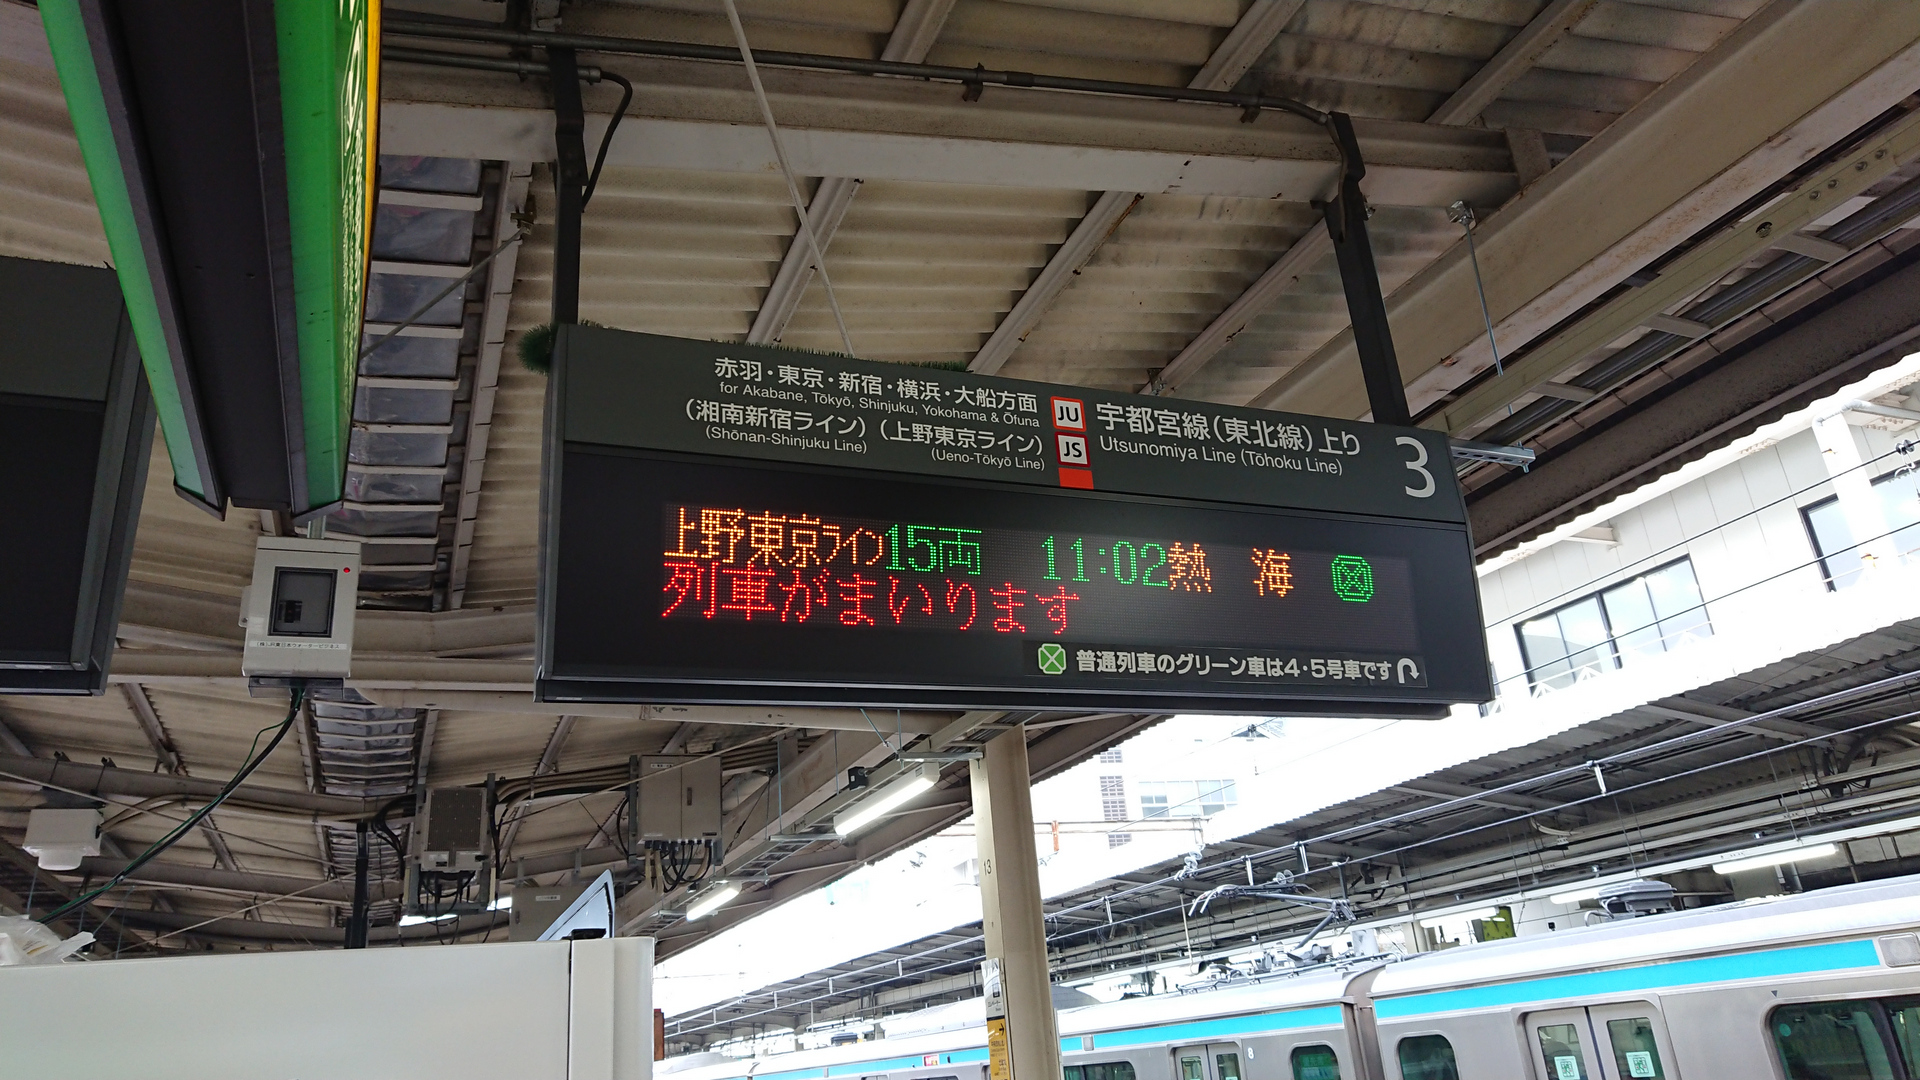 赤羽・東京・新宿・横浜・大船方面
for Akabane, Tōkyō, Shinjuku, Yokohama & Ōfuna
(湘南新宿ライン)(上野東京ライン)
(Shōnan-Shinjuku Line) (Ueno-Tōkyō Line)
JU
JS
宇都宮線(東北線)上り
Utsunomiya Line (Tōhoku Line)
3
上野東京ライン15両 11:02熱 海
列車がまいります
普通列車のグリーン車は4・5号車です
13
8